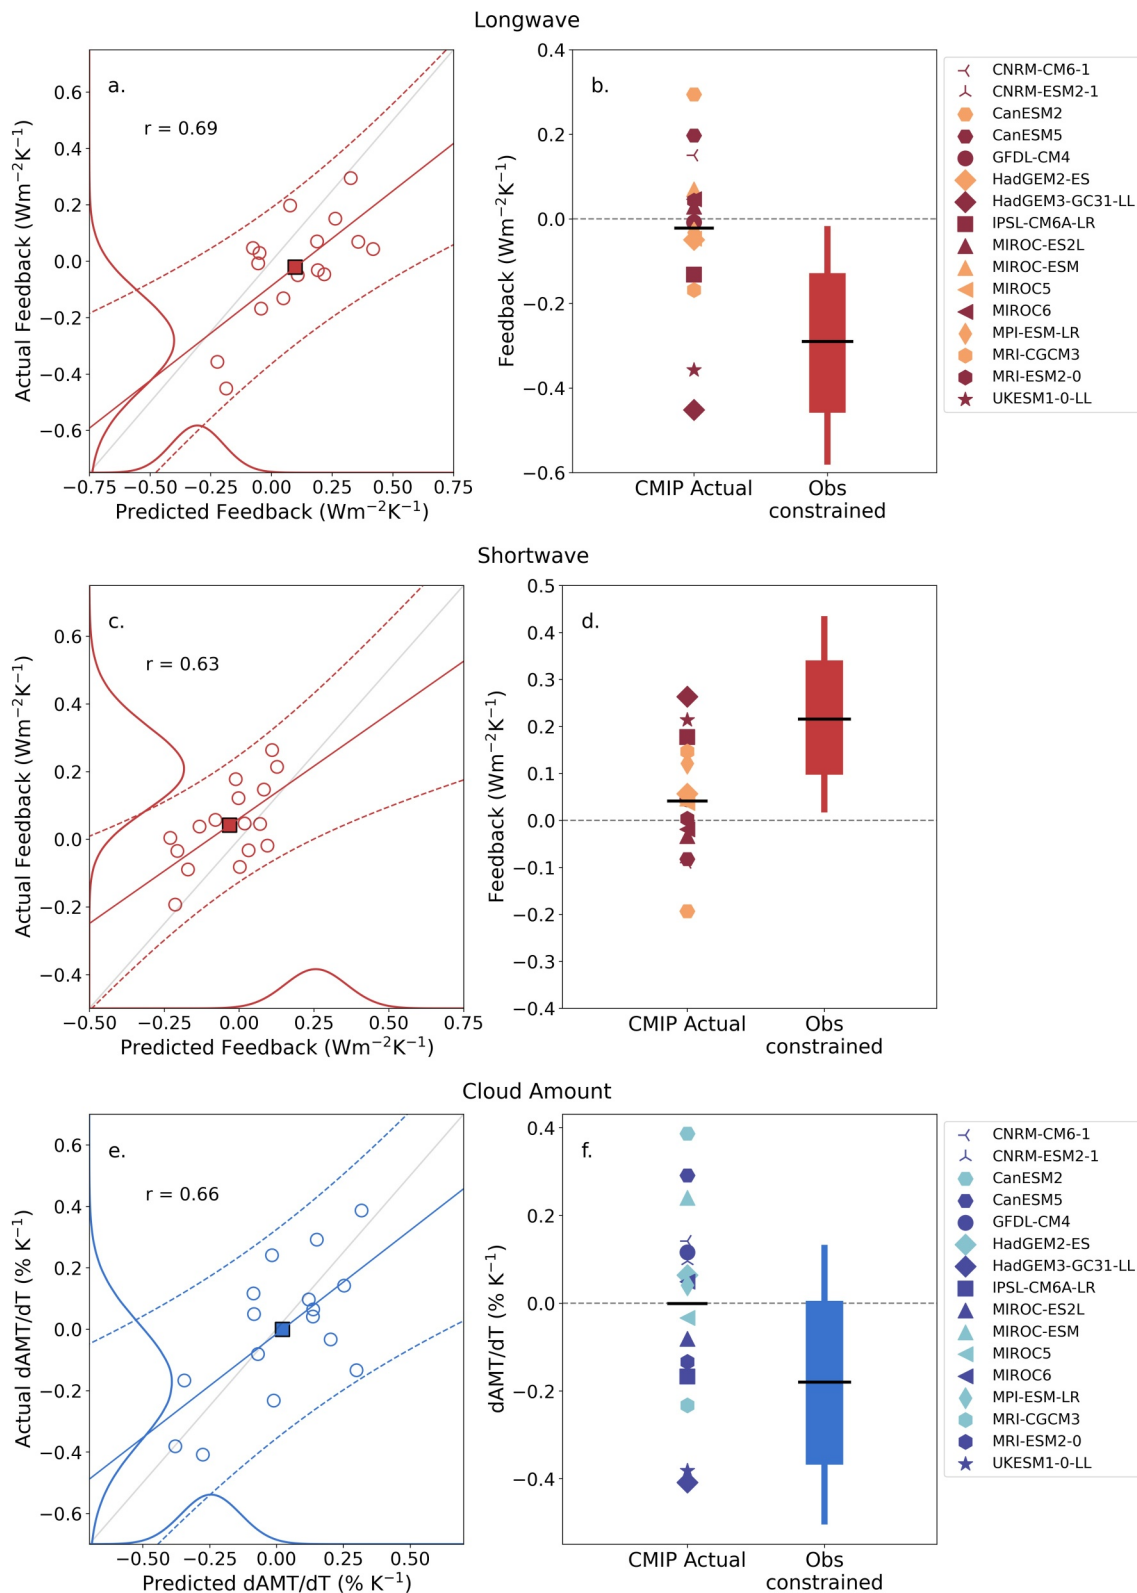 Longwave
a.
r = 0.69
Actual Feedback (Wm⁻²K⁻¹)
0.6
0.4
0.2
0.0
−0.2
−0.4
−0.6
−0.75 −0.50 −0.25 0.00 0.25 0.50 0.75
Predicted Feedback (Wm⁻²K⁻¹)
b.
Feedback (Wm⁻²K⁻¹)
0.4
0.2
0.0
−0.2
−0.4
−0.6
CMIP Actual Obs
constrained
CNRM-CM6-1
CNRM-ESM2-1
CanESM2
CanESM5
GFDL-CM4
HadGEM2-ES
HadGEM3-GC31-LL
IPSL-CM6A-LR
MIROC-ES2L
MIROC-ESM
MIROC5
MIROC6
MPI-ESM-LR
MRI-CGCM3
MRI-ESM2-0
UKESM1-0-LL
Shortwave
c.
r = 0.63
Actual Feedback (Wm⁻²K⁻¹)
0.6
0.4
0.2
0.0
−0.2
−0.4
−0.50 −0.25 0.00 0.25 0.50 0.75
Predicted Feedback (Wm⁻²K⁻¹)
d.
Feedback (Wm⁻²K⁻¹)
0.5
0.4
0.3
0.2
0.1
0.0
−0.1
−0.2
−0.3
−0.4
CMIP Actual Obs
constrained
Cloud Amount
e.
r = 0.66
Actual dAMT/dT (% K⁻¹)
0.6
0.4
0.2
0.0
−0.2
−0.4
−0.6
−0.50 −0.25 0.00 0.25 0.50
Predicted dAMT/dT (% K⁻¹)
f.
dAMT/dT (% K⁻¹)
0.4
0.2
0.0
−0.2
−0.4
CMIP Actual Obs
constrained
CNRM-CM6-1
CNRM-ESM2-1
CanESM2
CanESM5
GFDL-CM4
HadGEM2-ES
HadGEM3-GC31-LL
IPSL-CM6A-LR
MIROC-ES2L
MIROC-ESM
MIROC5
MIROC6
MPI-ESM-LR
MRI-CGCM3
MRI-ESM2-0
UKESM1-0-LL